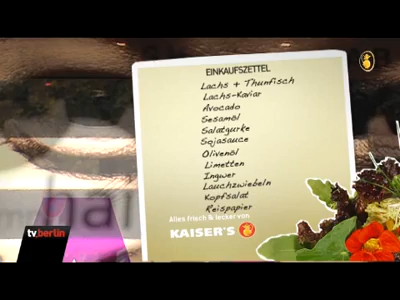 EINKAUFSZETTEL
Lachs + Thunfisch
Lachs-Kaviar
Avocado
Sesamöl
Salatgurke
Sojasauce
Olivenöl
Limetten
Ingwer
Lauchzwiebeln
Kopfsalat
Reispapier
Alles frisch & lecker von
KAISER'S
tv.berlin